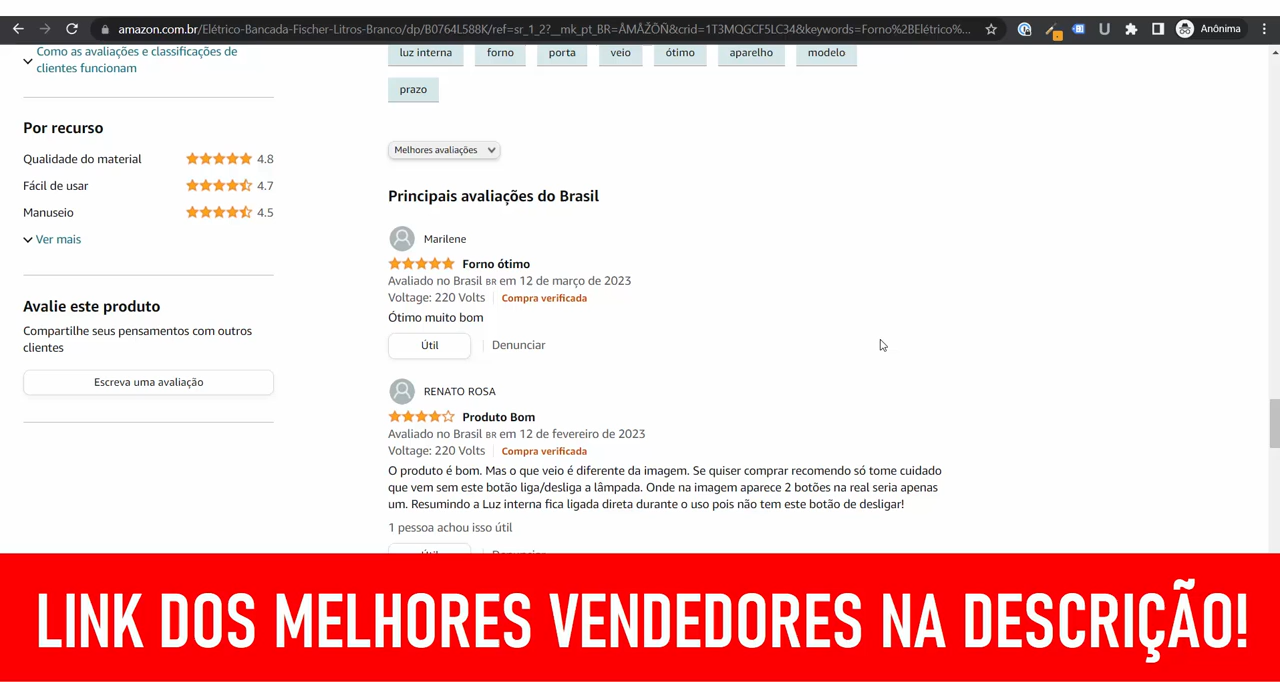 amazon.com.br/Elétrico-Bancada-Fischer-Litros-Branco/dp/B0764L588K/ref=sr_1_2?__mk_pt_BR=ÅMÅŽÕÑ&crid=1T3MQGCF5LC34&keywords=Forno%2BElétrico%...
Anônima
Como as avaliações e classificações de
clientes funcionam
luz interna forno porta veio ótimo aparelho modelo
prazo
Por recurso
Qualidade do material 4.8
Fácil de usar 4.7
Manuseio 4.5
Ver mais
Avalie este produto
Compartilhe seus pensamentos com outros
clientes
Escreva uma avaliação
Melhores avaliações
Principais avaliações do Brasil
Marilene
Forno ótimo
Avaliado no Brasil BR em 12 de março de 2023
Voltage: 220 Volts Compra verificada
Ótimo muito bom
Útil Denunciar
RENATO ROSA
Produto Bom
Avaliado no Brasil BR em 12 de fevereiro de 2023
Voltage: 220 Volts Compra verificada
O produto é bom. Mas o que veio é diferente da imagem. Se quiser comprar recomendo só tome cuidado
que vem sem este botão liga/desliga a lâmpada. Onde na imagem aparece 2 botões na real seria apenas
um. Resumindo a Luz interna fica ligada direta durante o uso pois não tem este botão de desligar!
1 pessoa achou isso útil
LINK DOS MELHORES VENDEDORES NA DESCRIÇÃO!